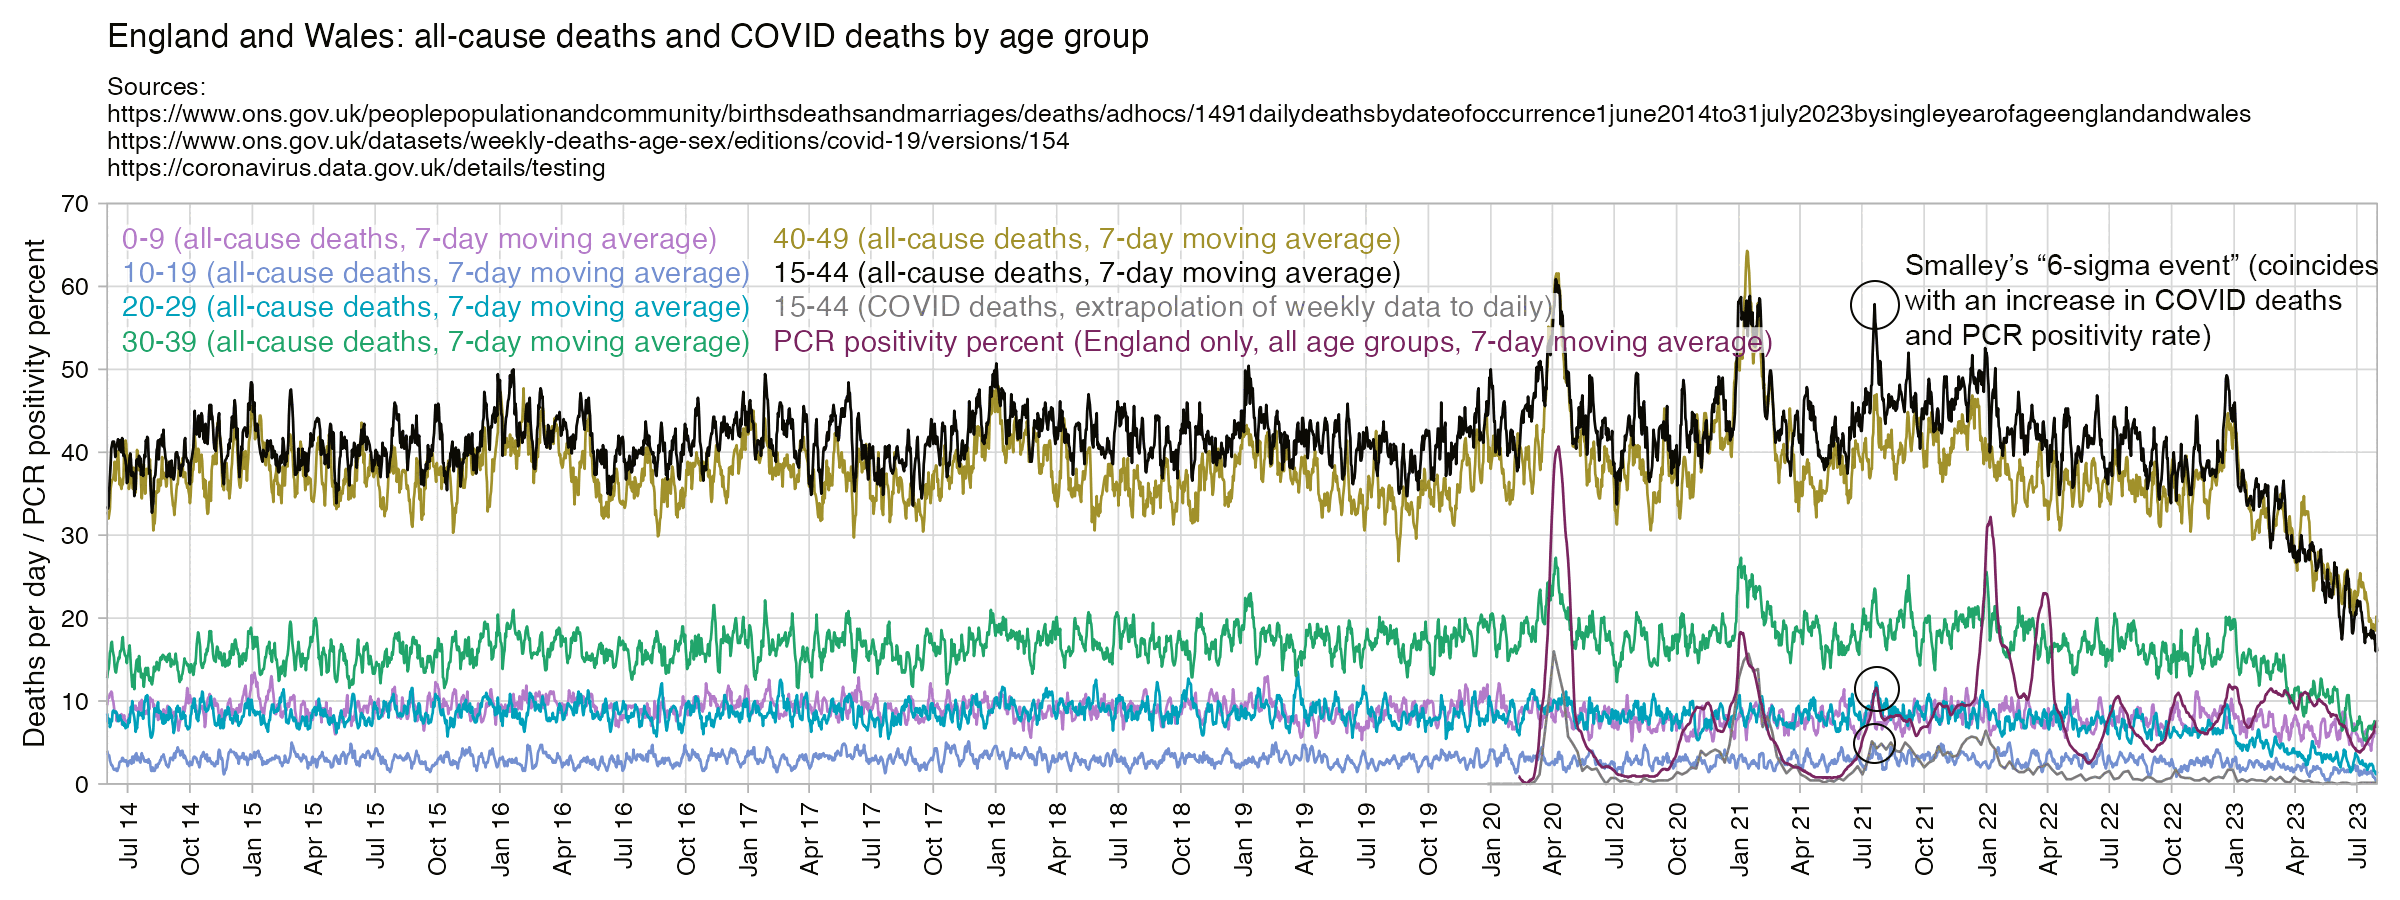 England and Wales: all-cause deaths and COVID deaths by age group
Sources:
https://www.ons.gov.uk/peoplepopulationandcommunity/birthsdeathsandmarriages/deaths/adhocs/1491dailydeathsbydateofoccurrence1june2014to31july2023bysingleyearofageenglandandwales
https://www.ons.gov.uk/datasets/weekly-deaths-age-sex/editions/covid-19/versions/154
https://coronavirus.data.gov.uk/details/testing
Deaths per day / PCR positivity percent
70
60
50
40
30
20
10
0
0-9 (all-cause deaths, 7-day moving average)
10-19 (all-cause deaths, 7-day moving average)
20-29 (all-cause deaths, 7-day moving average)
30-39 (all-cause deaths, 7-day moving average)
40-49 (all-cause deaths, 7-day moving average)
15-44 (all-cause deaths, 7-day moving average)
15-44 (COVID deaths, extrapolation of weekly data to daily)
PCR positivity percent (England only, all age groups, 7-day moving average)
Smalley’s “6-sigma event” (coincides
with an increase in COVID deaths
and PCR positivity rate)
Jul 14
Oct 14
Jan 15
Apr 15
Jul 15
Oct 15
Jan 16
Apr 16
Jul 16
Oct 16
Jan 17
Apr 17
Jul 17
Oct 17
Jan 18
Apr 18
Jul 18
Oct 18
Jan 19
Apr 19
Jul 19
Oct 19
Jan 20
Apr 20
Jul 20
Oct 20
Jan 21
Apr 21
Jul 21
Oct 21
Jan 22
Apr 22
Jul 22
Oct 22
Jan 23
Apr 23
Jul 23